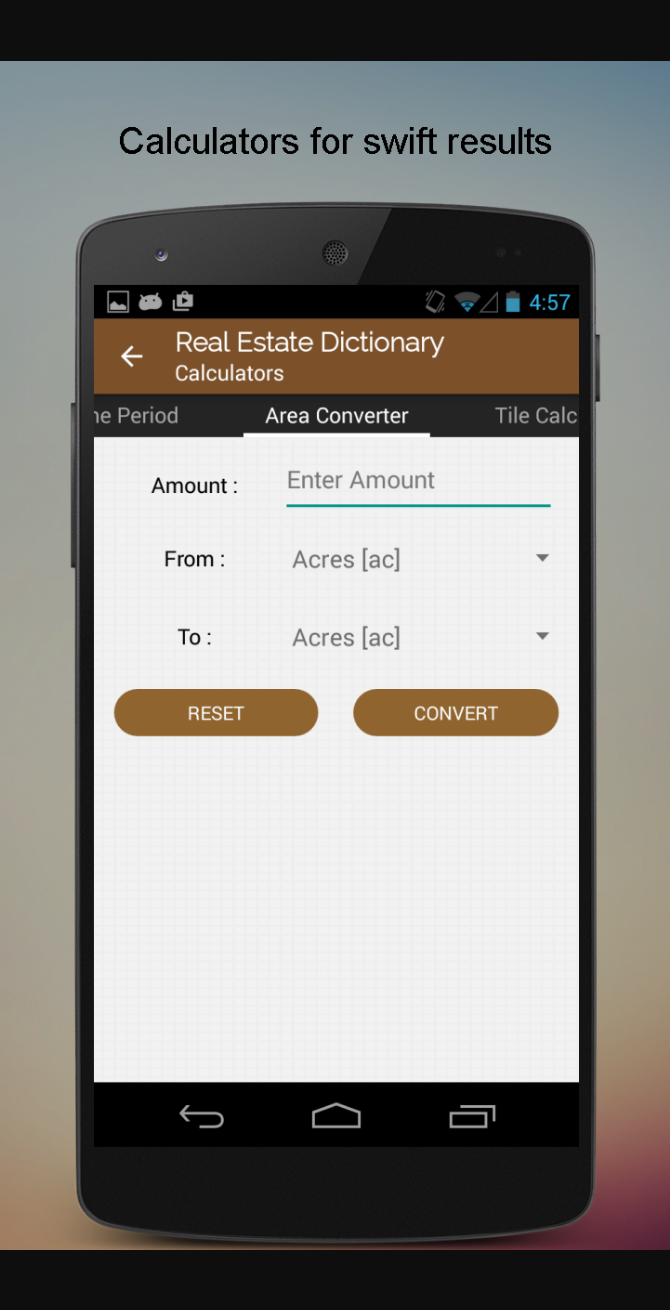 Calculators for swift results
4:57
Real Estate Dictionary
Calculators
ne Period Area Converter Tile Calc
Amount : Enter Amount
From : Acres [ac]
To : Acres [ac]
RESET CONVERT